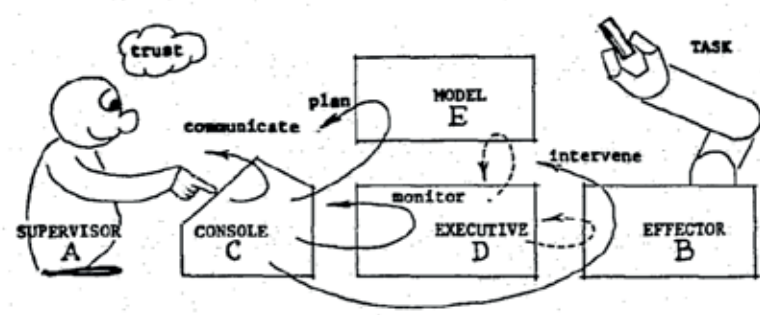 trust
TASK
plan
MODEL
E
communicate
intervene
monitor
SUPERVISOR
A
CONSOLE
C
EXECUTIVE
D
EFFECTOR
B